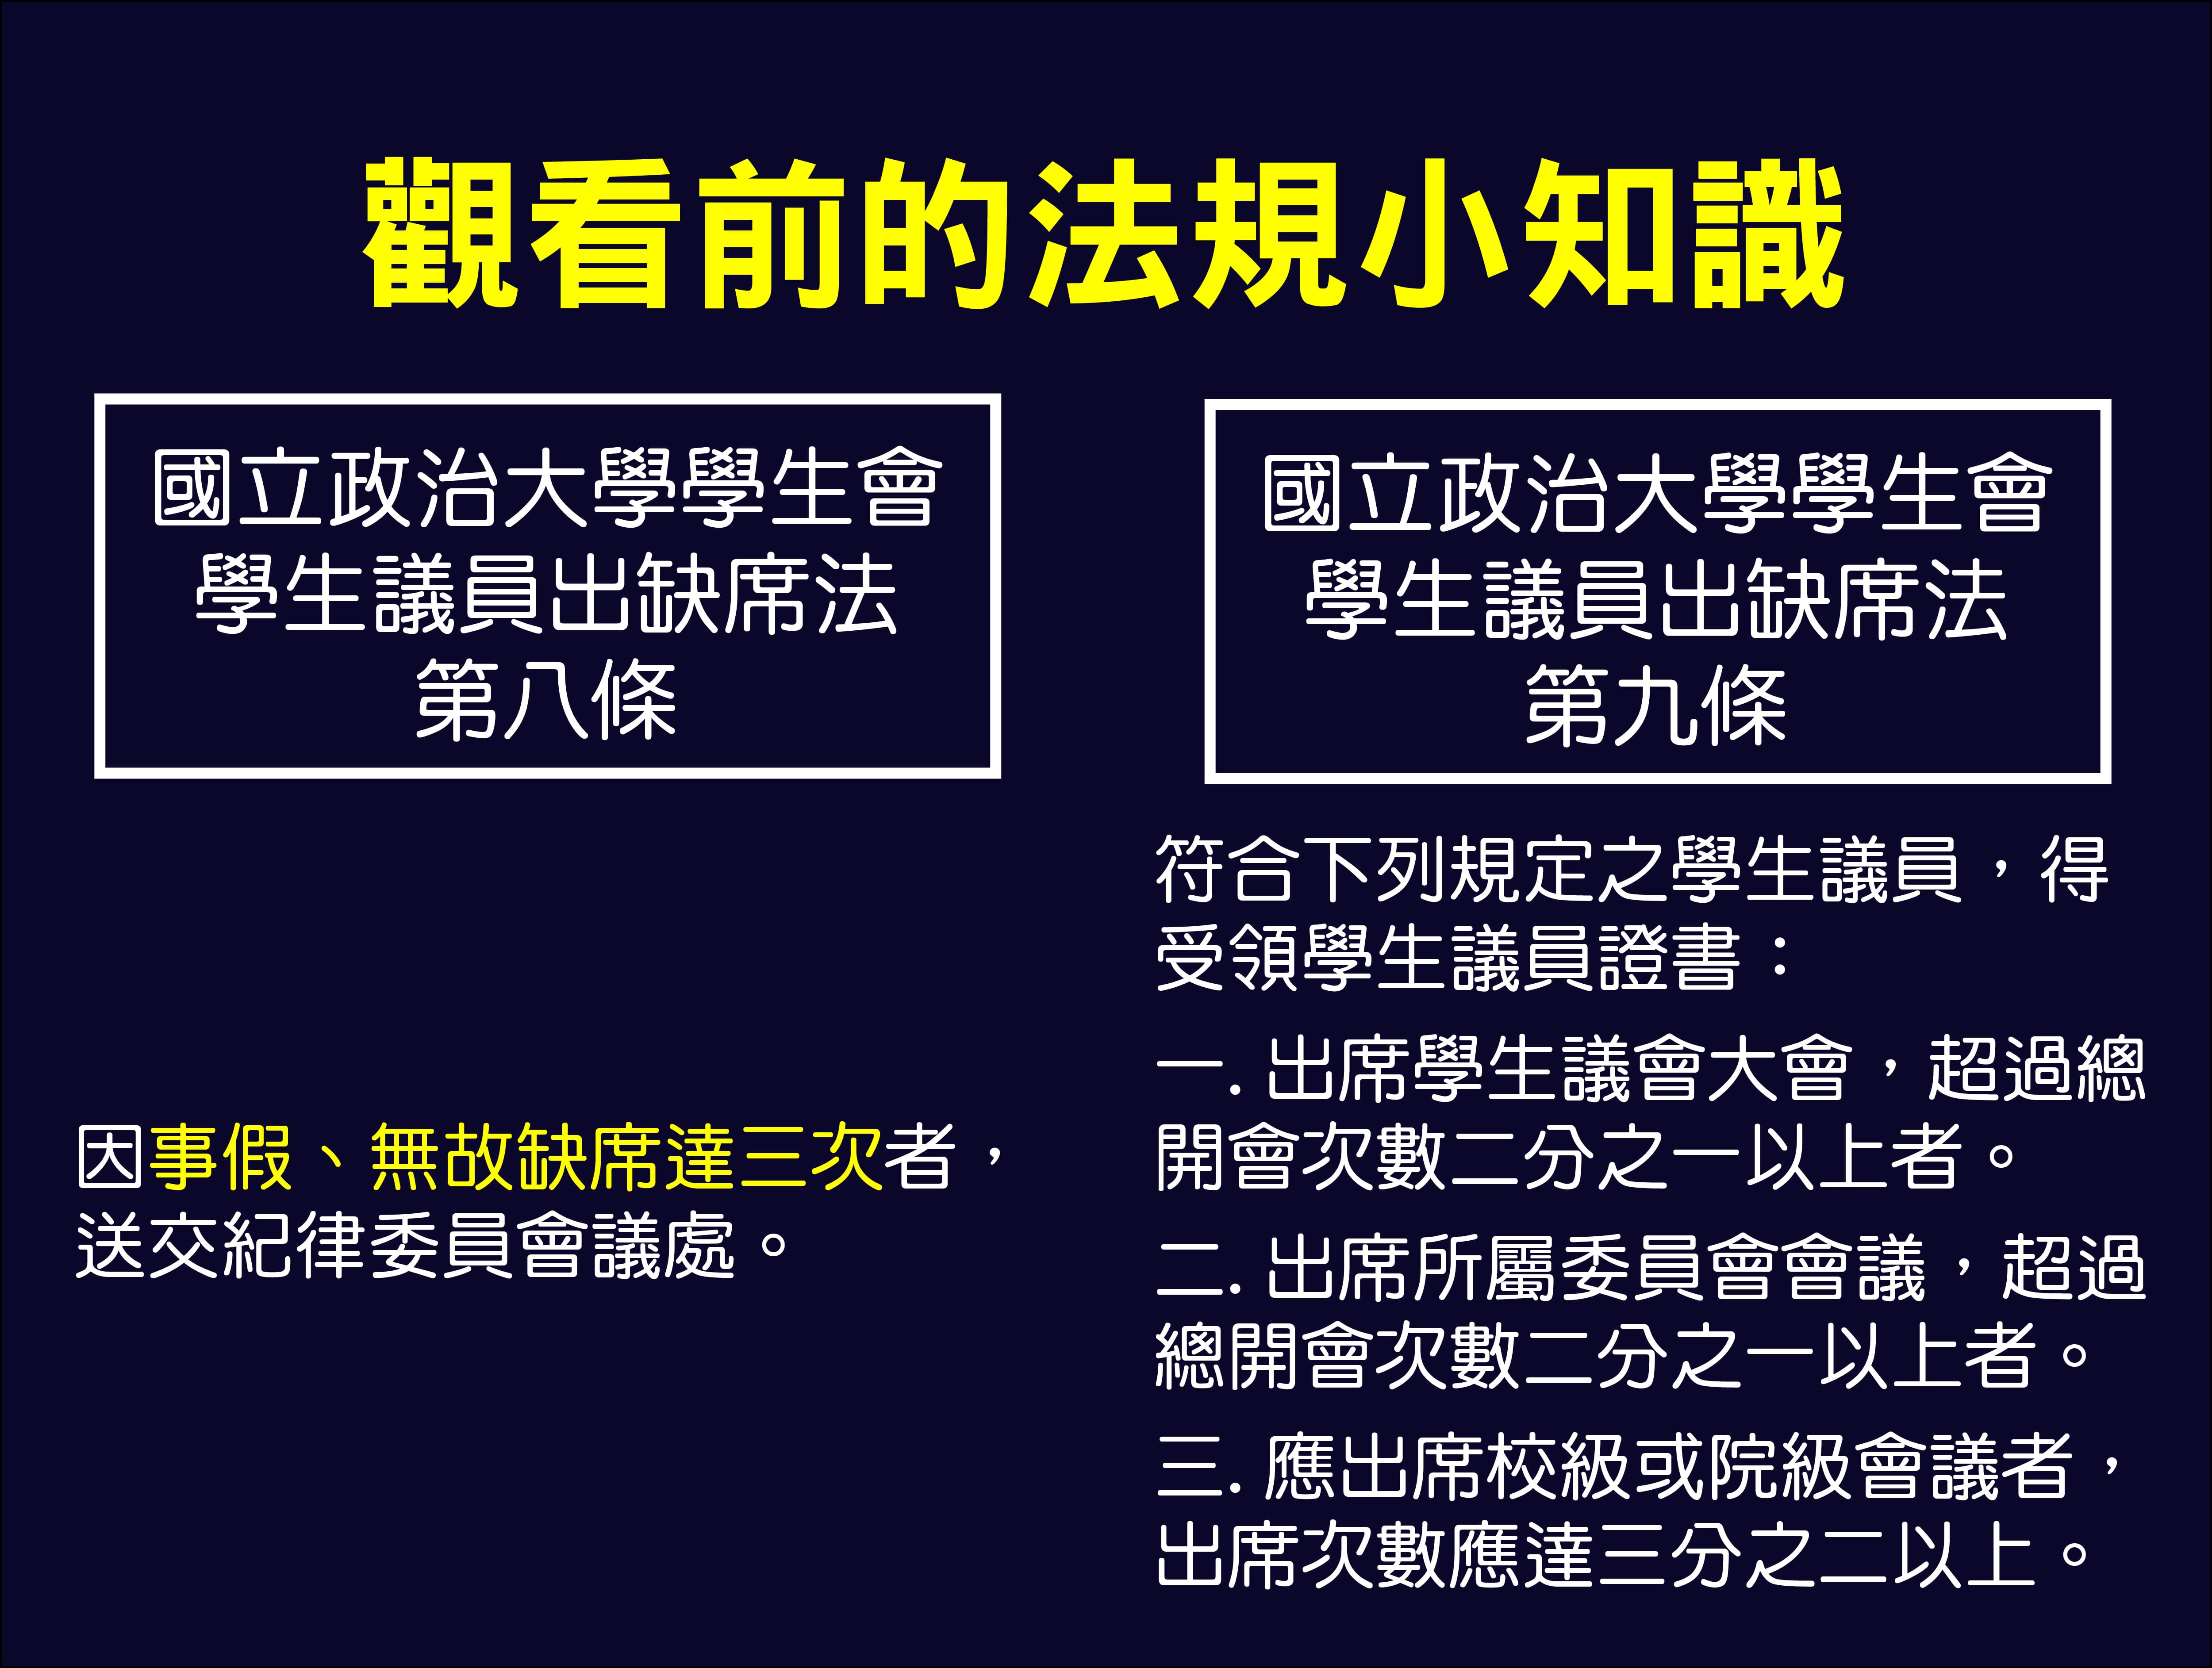 觀看前的法規小知識
國立政治大學學生會
學生議員出缺席法
第八條
因事假、無故缺席達三次者，
送交紀律委員會議處。
國立政治大學學生會
學生議員出缺席法
第九條
符合下列規定之學生議員，得
受領學生議員證書：
一. 出席學生議會大會，超過總
開會次數二分之一以上者。
二. 出席所屬委員會會議，超過
總開會次數二分之一以上者。
三. 應出席校級或院級會議者，
出席次數應達三分之二以上。